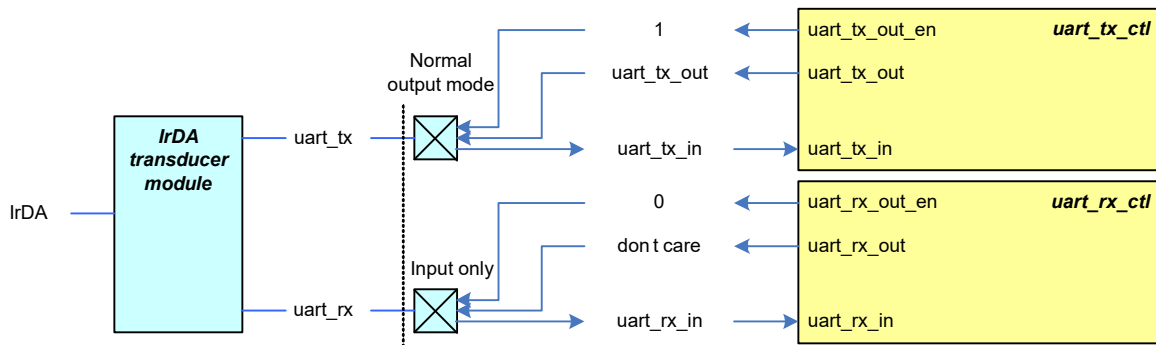 1
uart_tx_out_en
uart_tx_ctl
Normal
output mode
uart_tx_out
uart_tx_out
IrDA
transducer
module
uart_tx
uart_tx_in
uart_tx_in
IrDA
0
uart_rx_out_en
uart_rx_ctl
don t care
uart_rx_out
Input only
uart_rx
uart_rx_in
uart_rx_in